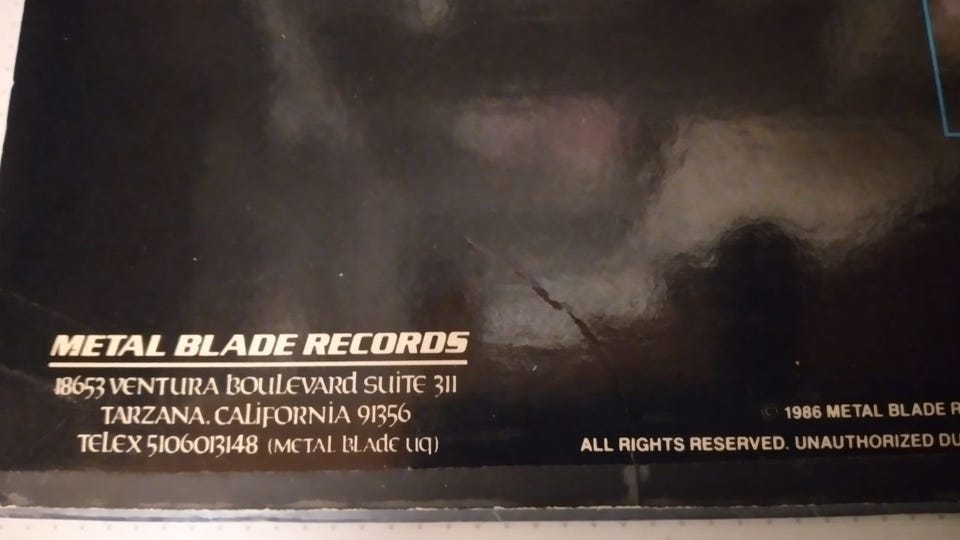 METAL BLADE RECORDS
18653 VENTURA BOULEVARD SUITE 311
TARZANA. CALIFORNIA 91356
TELEX 5106013148 (METAL BLADE UQ)
© 1986 METAL BLADE R
ALL RIGHTS RESERVED. UNAUTHORIZED DU